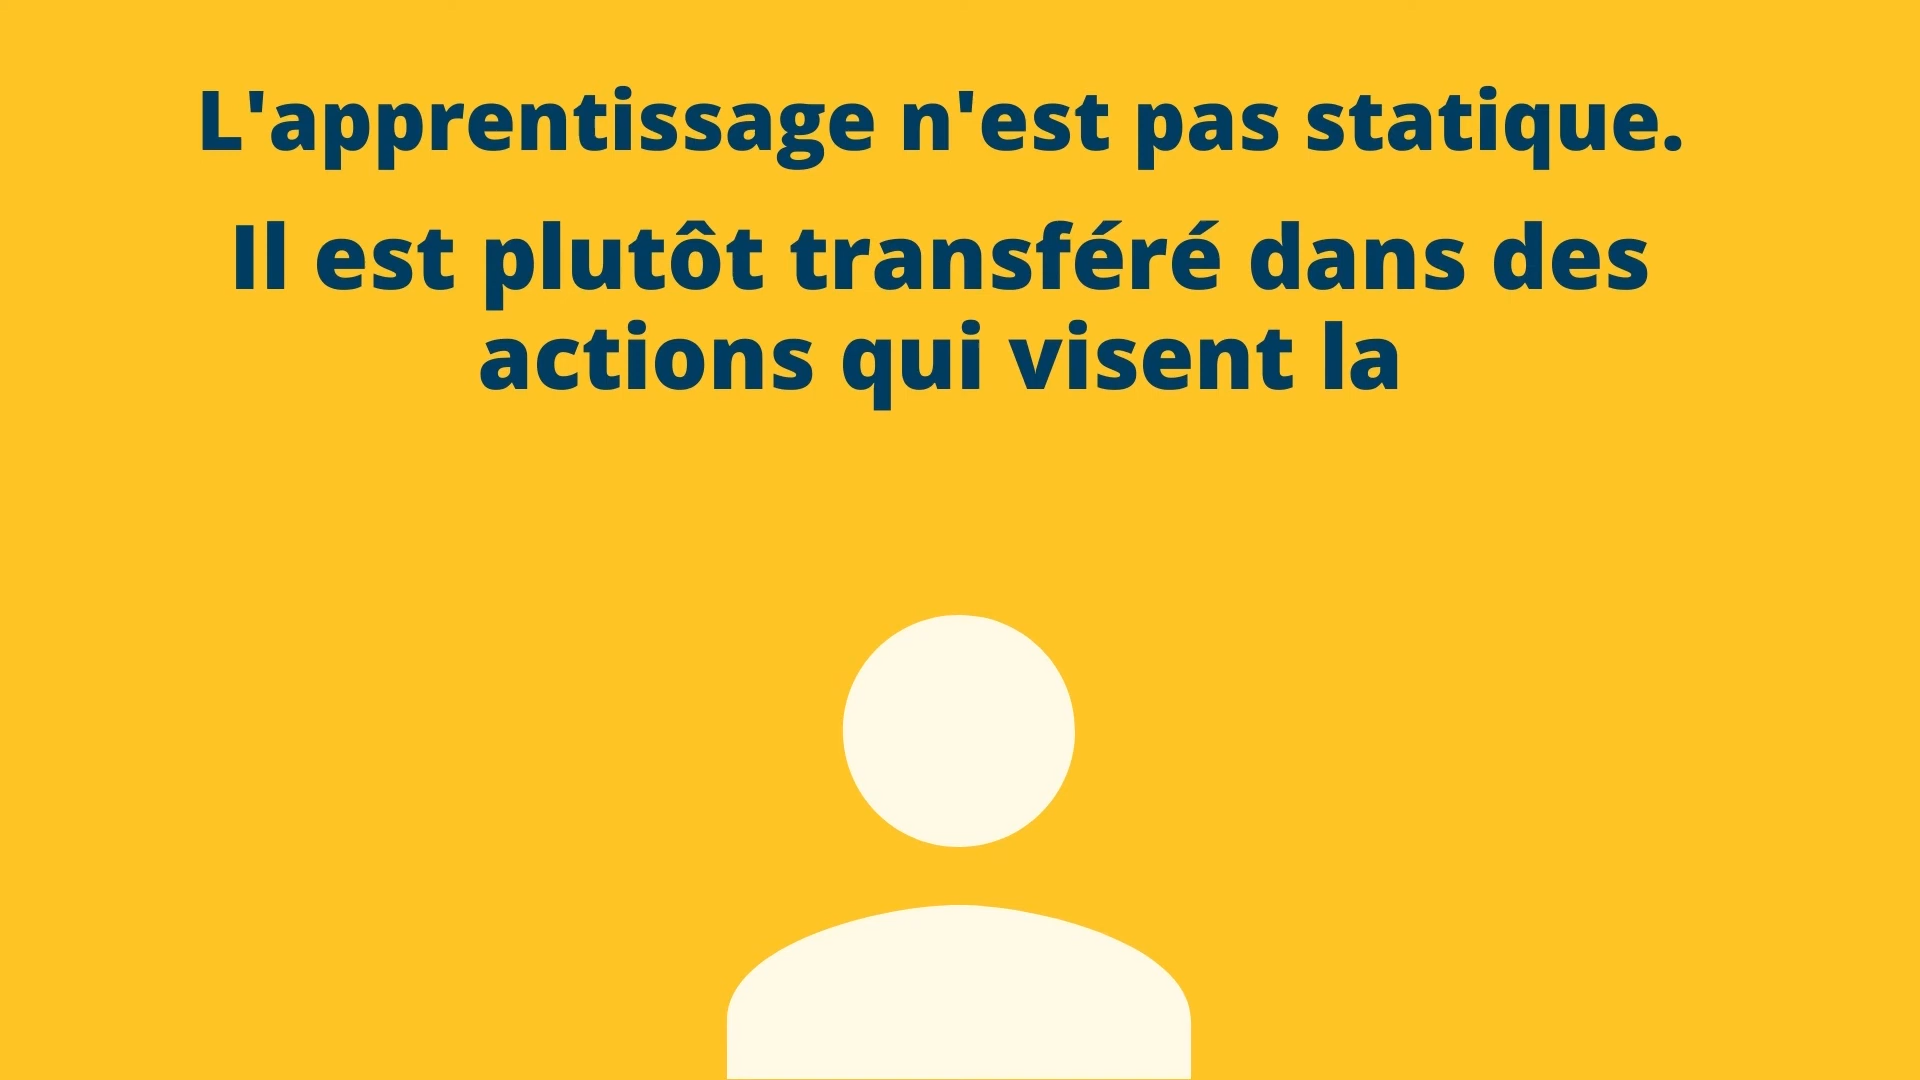 L'apprentissage n'est pas statique.
Il est plutôt transféré dans des
actions qui visent la